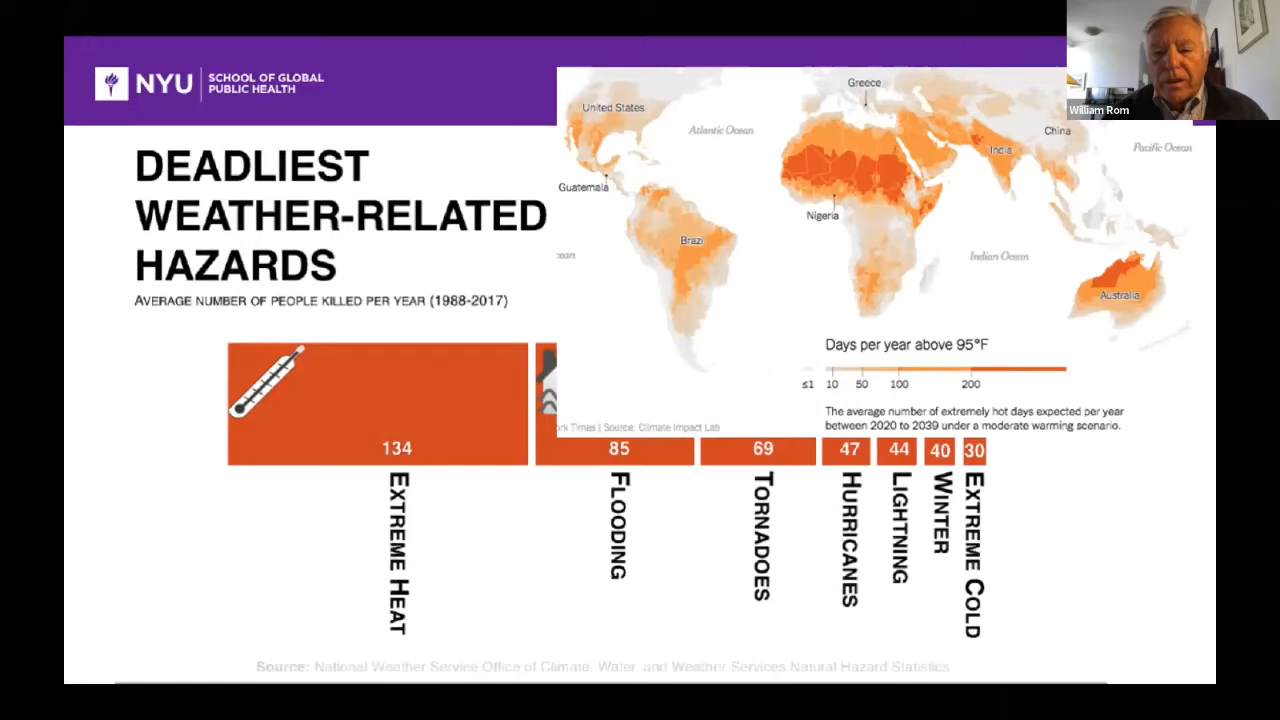 NYU
SCHOOL OF GLOBAL
PUBLIC HEALTH
William Rom
DEADLIEST
WEATHER-RELATED
HAZARDS
AVERAGE NUMBER OF PEOPLE KILLED PER YEAR (1988-2017)
United States
Atlantic Ocean
Greece
China
India
Pacific Ocean
Guatemala
Nigeria
Brazil
Indian Ocean
Australia
Days per year above 95°F
≤1 10 50 100 200
The average number of extremely hot days expected per year
between 2020 to 2039 under a moderate warming scenario.
Times | Source: Climate Impact Lab
134
85
69
47
44
40
30
EXTREME HEAT
FLOODING
TORNADOES
HURRICANES
LIGHTNING
WINTER
EXTREME COLD
Source: National Weather Service Office of Climate, Water, and Weather Services Natural Hazard Statistics